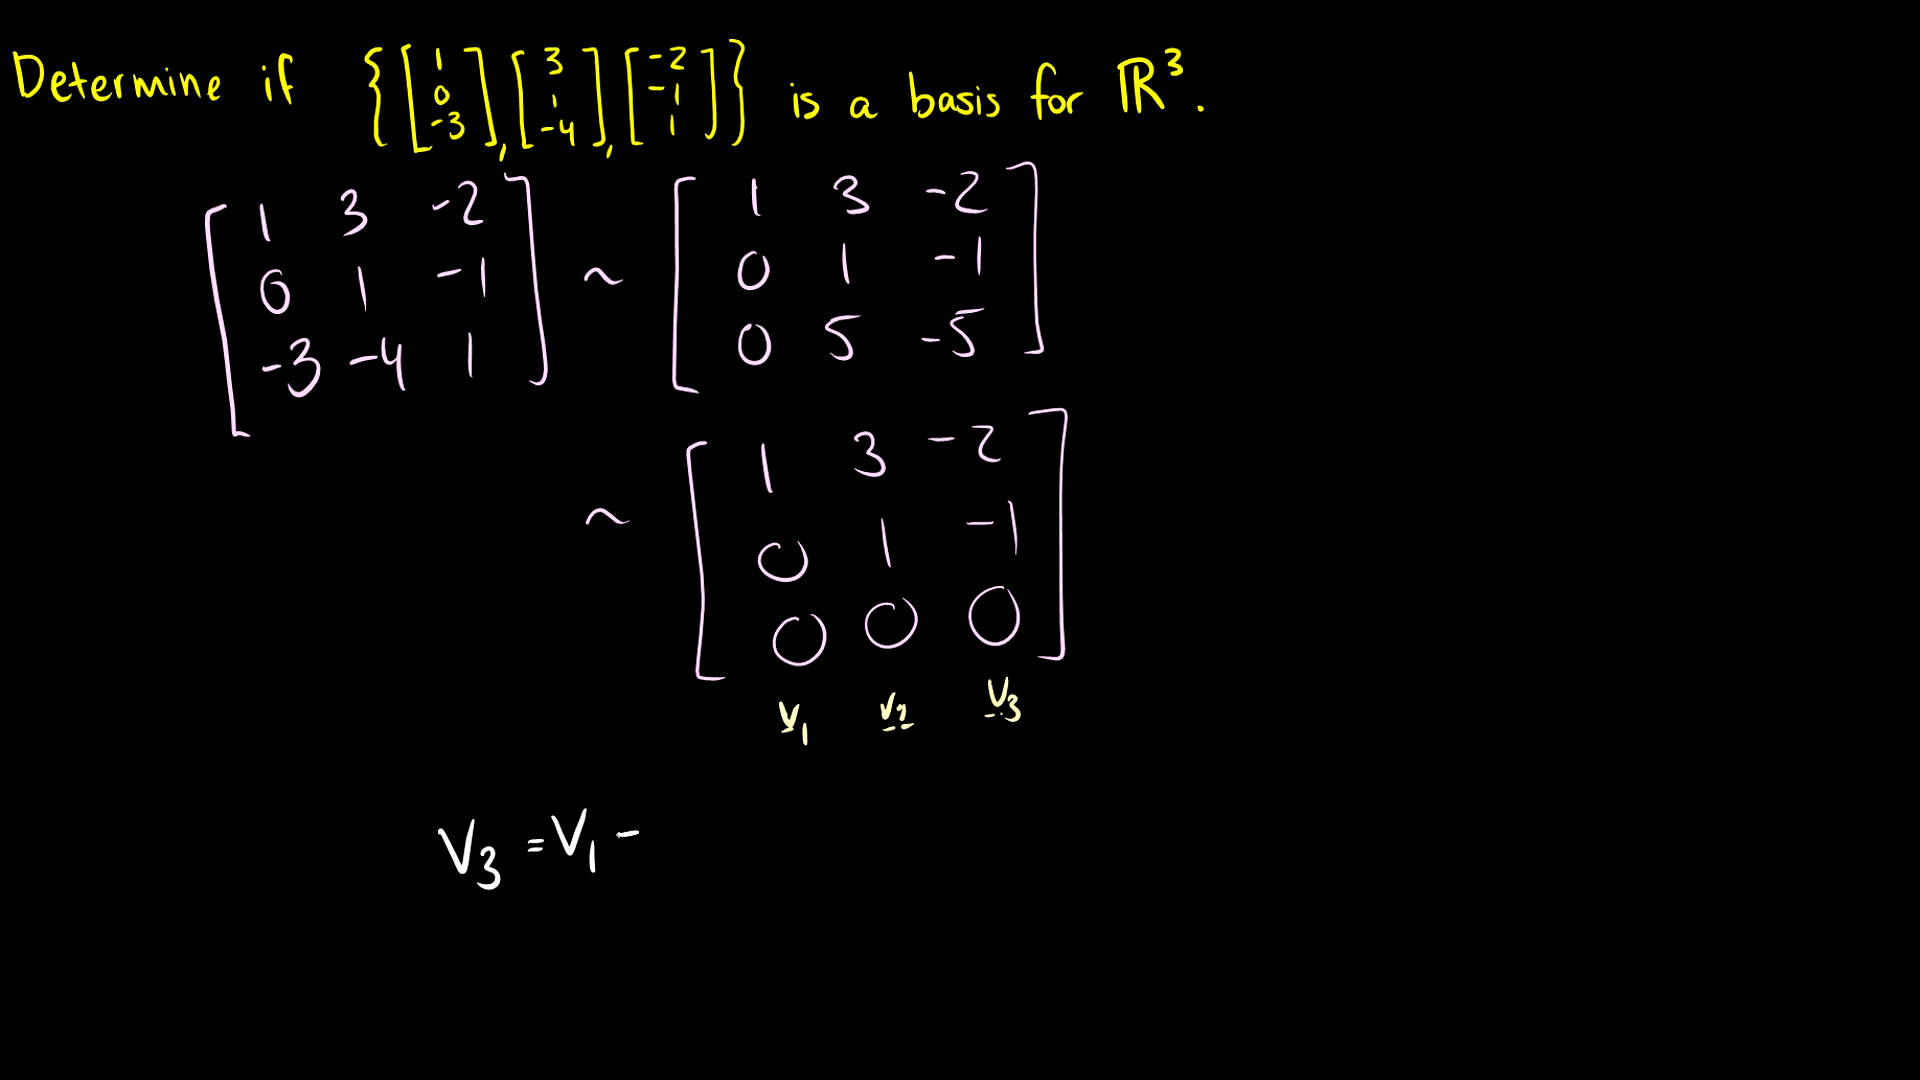 Determine if {[1 0 -3], [3 1 -4], [-2 -1 1]} is a basis for ℝ³.
[1 3 -2] ~ [1 3 -2]
[0 1 -1] [0 1 -1]
[-3 -4 1] [0 5 -5]
~ [1 3 -2]
[0 1 -1]
[0 0 0]
V₁ V₂ V₃
V₃ = V₁ -